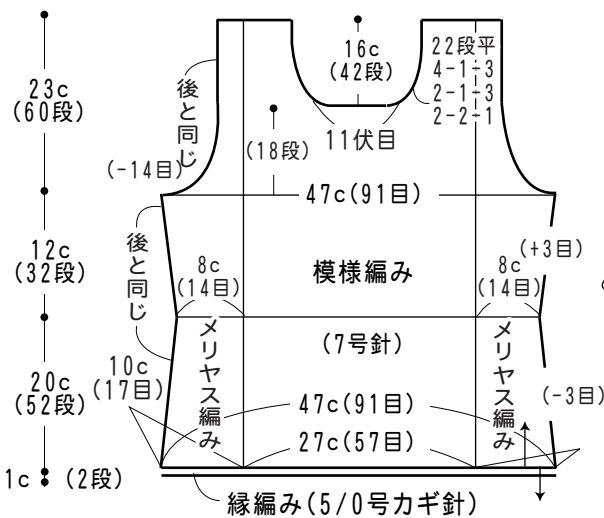 23c
(60段)
12c
(32段)
20c
(52段)
1c (2段)
後と同じ
(-14目)
16c
(42段)
22段平
4-1-3
2-1-3
2-2-1
11伏目
(18段)
47c(91目)
後と同じ
8c
(14目)
模様編み
8c
(14目)
(+3目)
(7号針)
メリヤス編み
メリヤス編み
10c
(17目)
47c(91目)
27c(57目)
(-3目)
縁編み(5/0号カギ針)